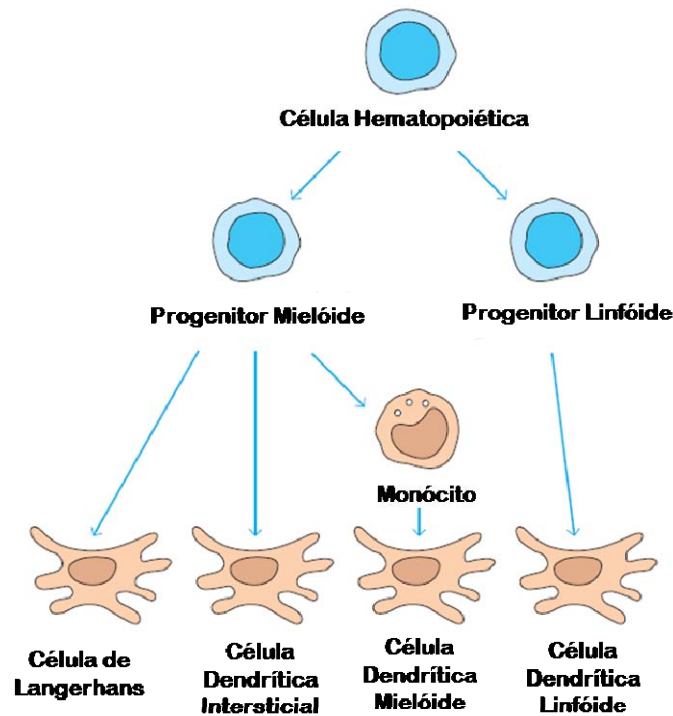 Célula Hematopoiética
Progenitor Mielóide
Progenitor Linfóide
Monócito
Célula de
Langerhans
Célula
Dendrítica
Intersticial
Célula
Dendrítica
Mielóide
Célula
Dendrítica
Linfóide